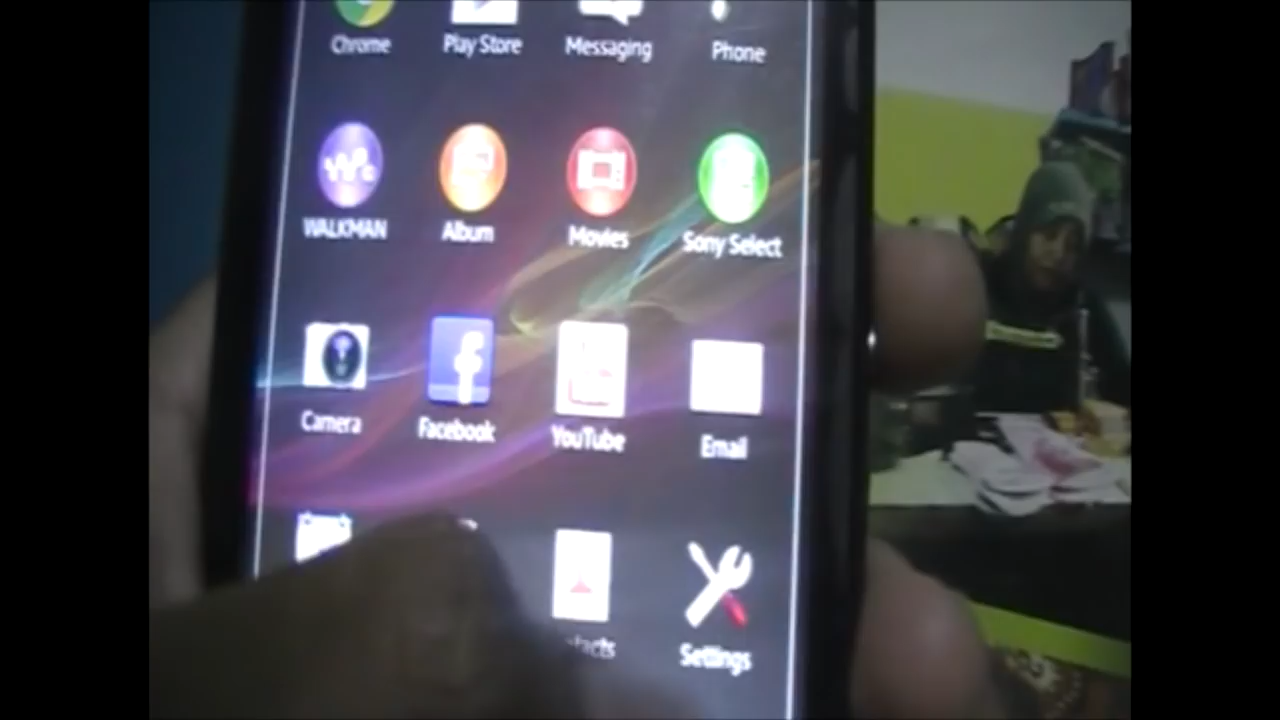 Chrome Play Store Messaging Phone
WALKMAN Album Movies Sony Select
Camera Facebook YouTube Email
Settings